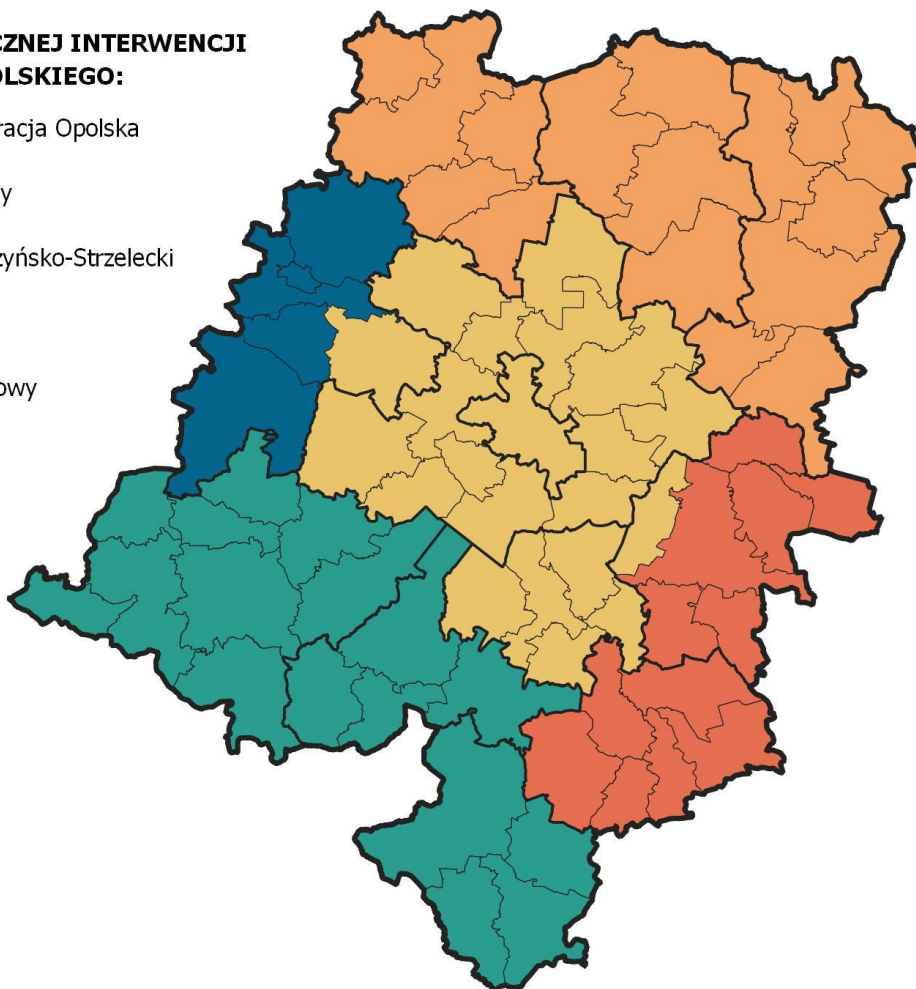 CZNEJ INTERWENCJI
OLSKIEGO:
racja Opolska
y
zyńsko-Strzelecki
owy